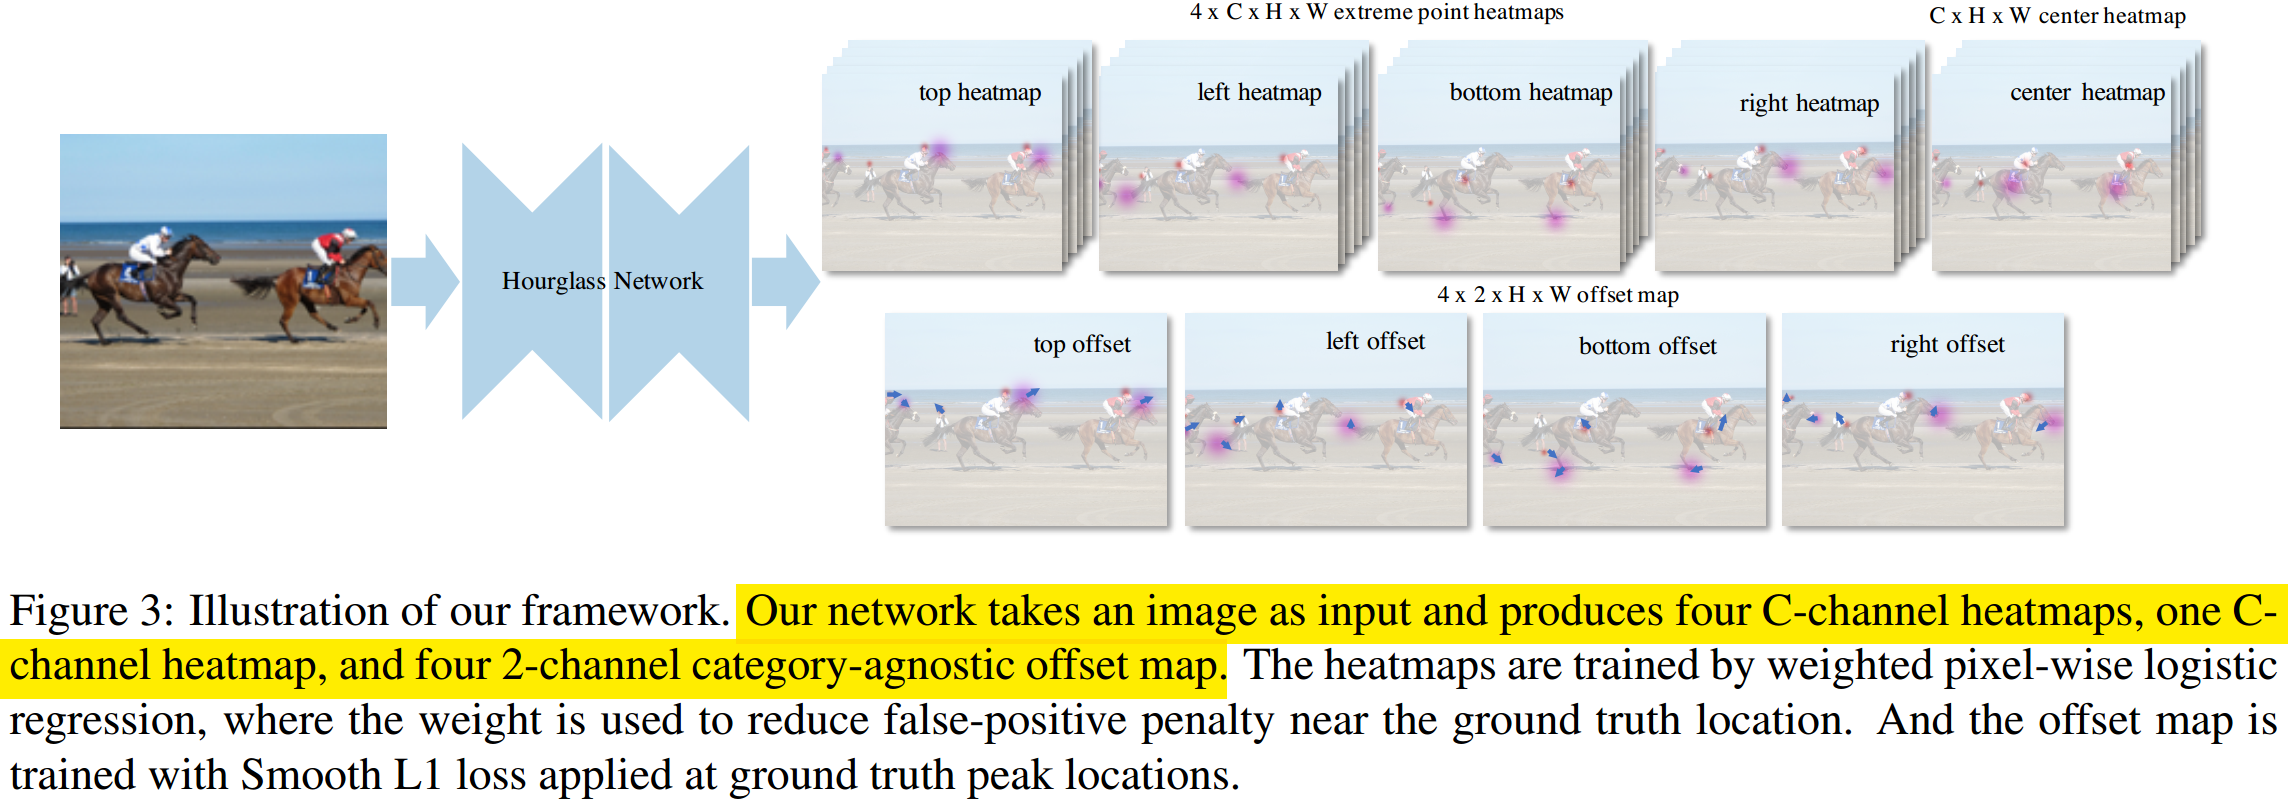 4 x C x H x W extreme point heatmaps
C x H x W center heatmap
top heatmap
left heatmap
bottom heatmap
right heatmap
center heatmap
Hourglass Network
4 x 2 x H x W offset map
top offset
left offset
bottom offset
right offset
Figure 3: Illustration of our framework. Our network takes an image as input and produces four C-channel heatmaps, one C-
channel heatmap, and four 2-channel category-agnostic offset map. The heatmaps are trained by weighted pixel-wise logistic
regression, where the weight is used to reduce false-positive penalty near the ground truth location. And the offset map is
trained with Smooth L1 loss applied at ground truth peak locations.